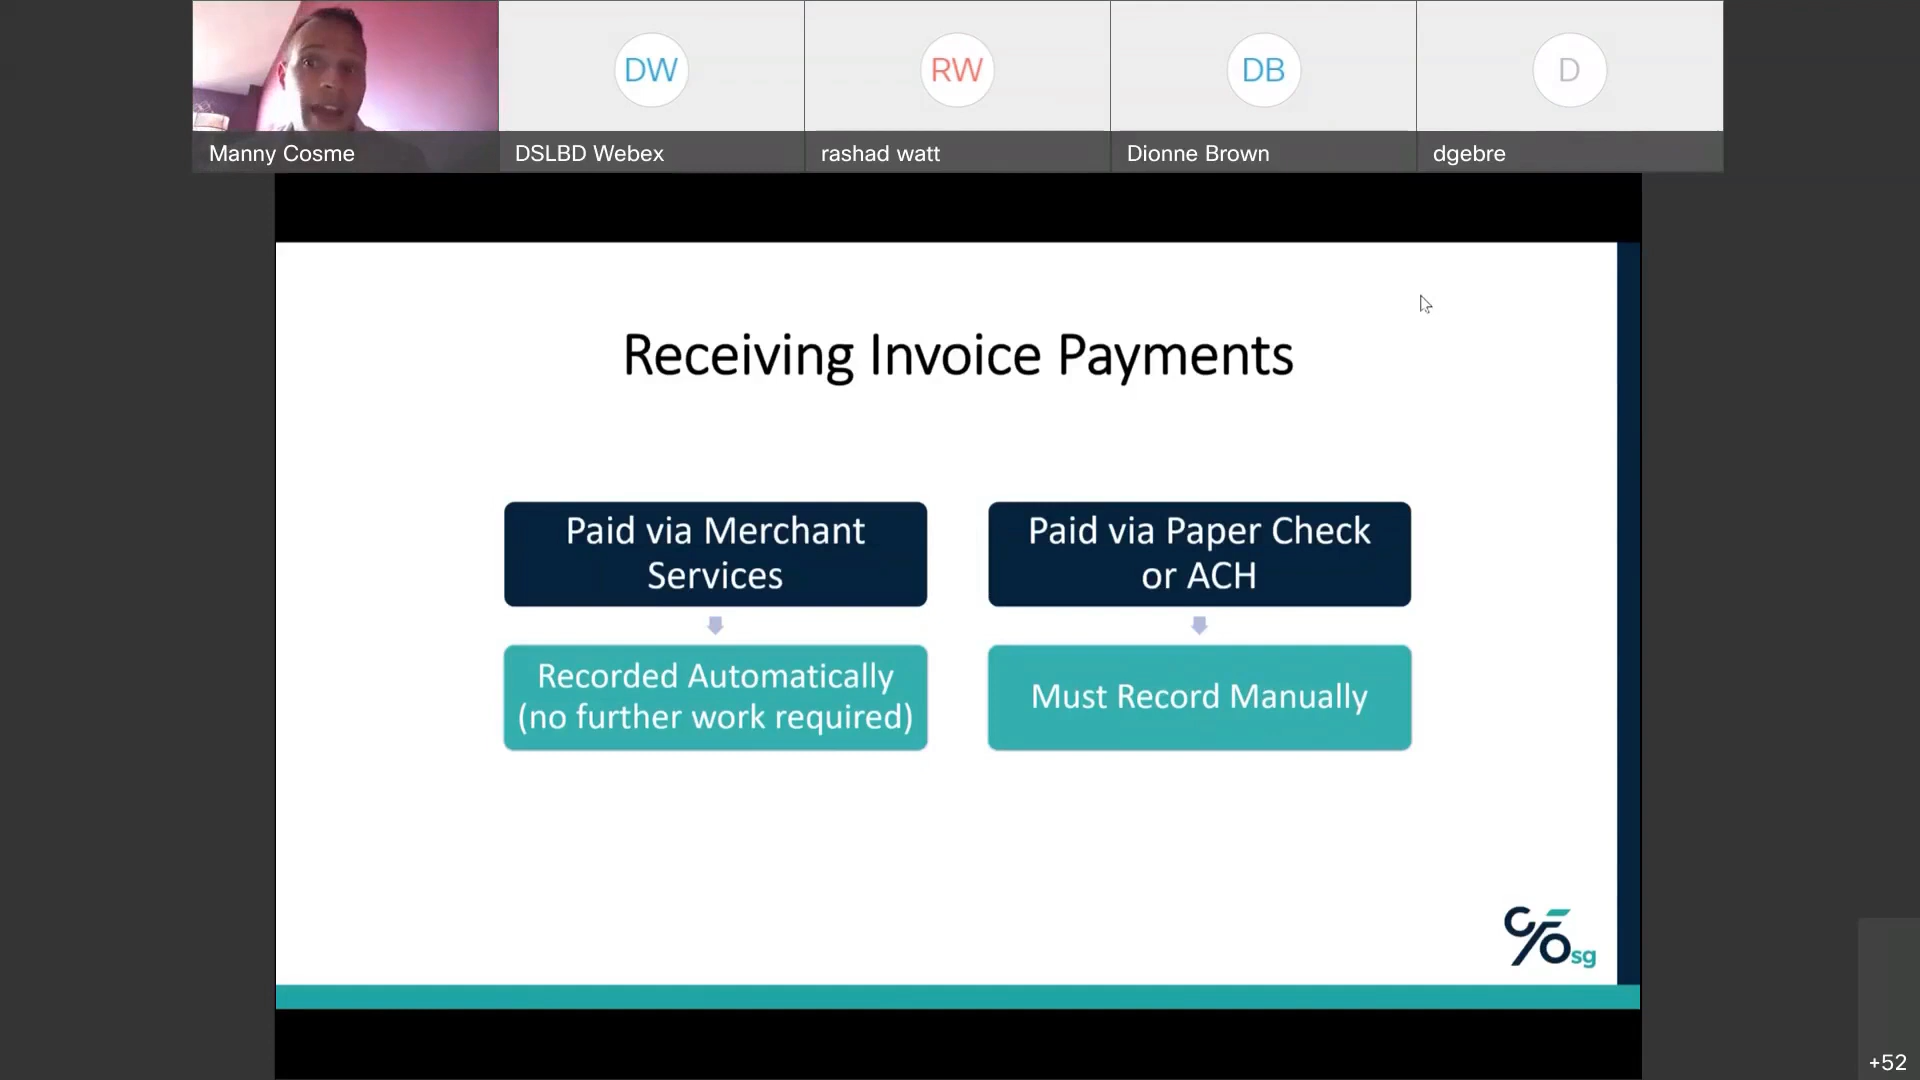 DW
RW
DB
D
Manny Cosme
DSLBD Webex
rashad watt
Dionne Brown
dgebre
Receiving Invoice Payments
Paid via Merchant
Services
Paid via Paper Check
or ACH
Recorded Automatically
(no further work required)
Must Record Manually
CFO sg
+52